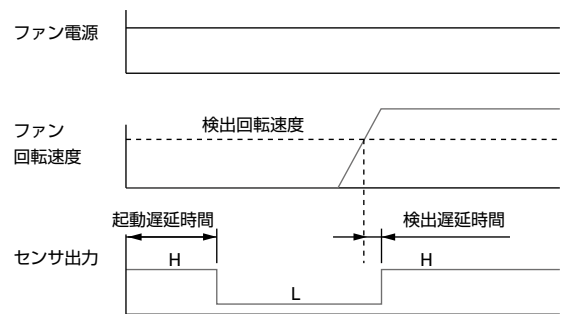 ファン電源
ファン
回転速度
検出回転速度
起動遅延時間
検出遅延時間
センサ出力
H
H
L